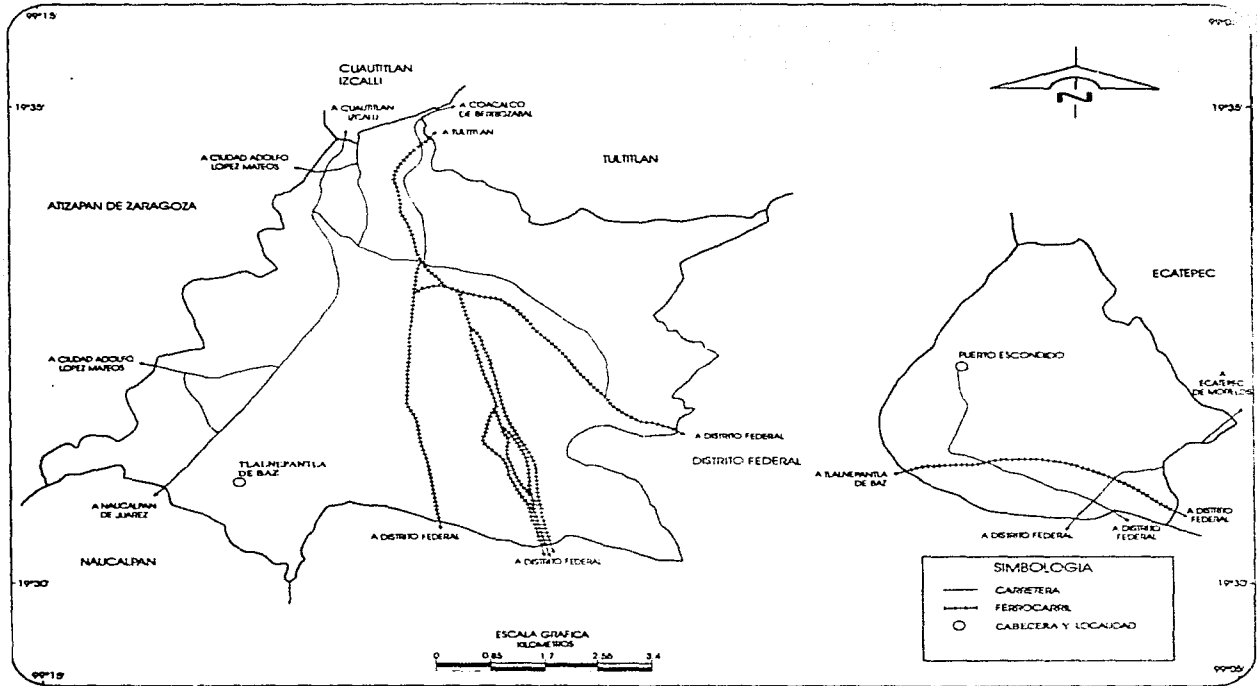 99°15'
19°35'
19°35'
CUAUTITLAN
IZCALLI
A CUAUTITLAN
IZCALLI
A COACALCO
DE BERRIOZABAL
A TULTITLAN
A CIUDAD ADOLFO
LOPEZ MATEOS
TULTITLAN
ATIZAPAN DE ZARAGOZA
ECATEPEC
A CIUDAD ADOLFO
LOPEZ MATEOS
PUERTO ESCONDIDO
A
ECATEPEC
DE MORELOS
A DISTRITO FEDERAL
DISTRITO FEDERAL
TLALNEPANTLA
DE BAZ
A TLALNEPANTLA
DE BAZ
A NAUCALPAN
DE JUAREZ
A DISTRITO FEDERAL
A DISTRITO FEDERAL
A DISTRITO FEDERAL
A DISTRITO
FEDERAL
A DISTRITO
FEDERAL
NAUCALPAN
N
SIMBOLOGIA
CARRETERA
FERROCARRIL
CABECERA Y LOCALIDAD
19°30'
19°30'
ESCALA GRAFICA
KILOMETROS
0 0.85 1.7 2.55 3.4
99°15'
99°05'